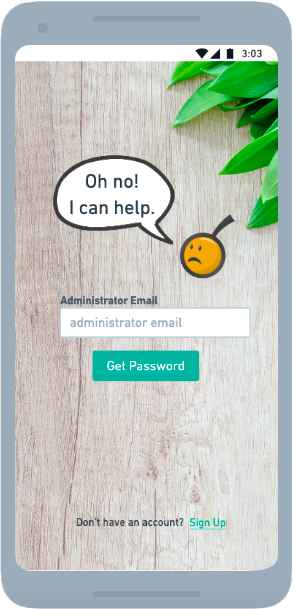 3:03
Oh no!
I can help.
Administrator Email
administrator email
Get Password
Don't have an account? Sign Up